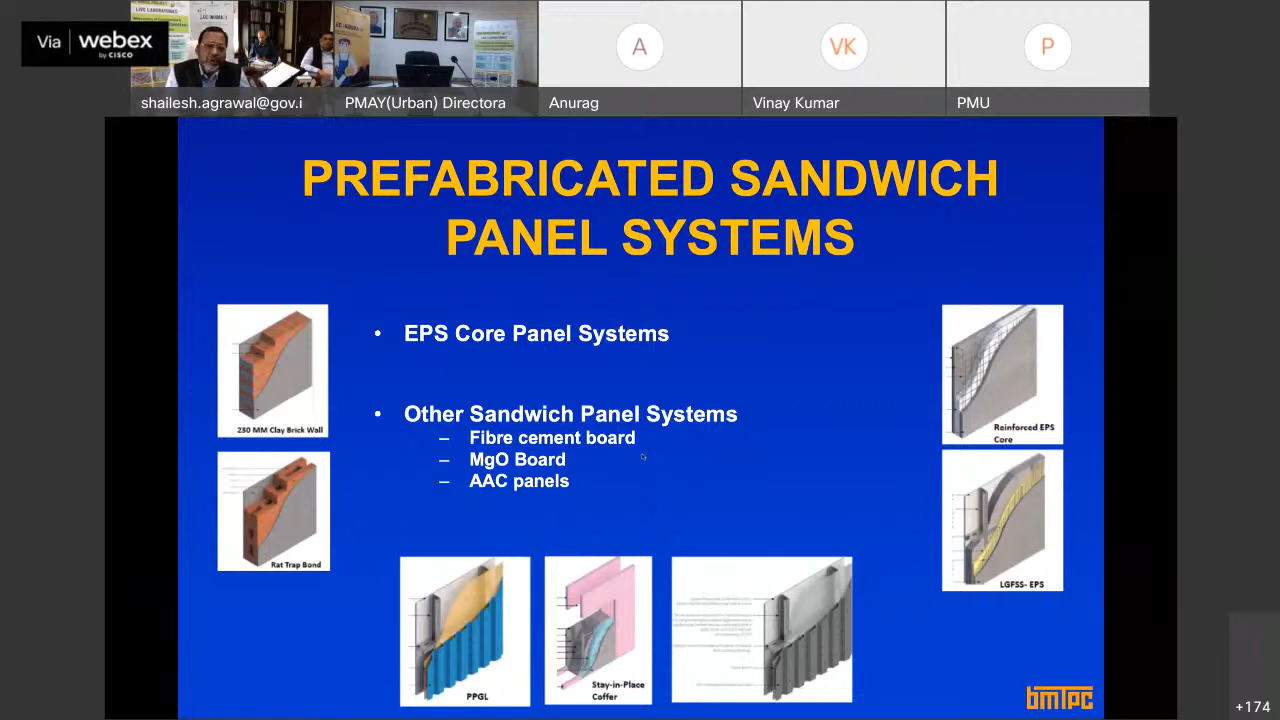 Via webex
by CISCO
LIVE LABORATORIES
shailesh.agrawal@gov.i
PMAY(Urban) Directora
A
Anurag
VK
Vinay Kumar
P
PMU
PREFABRICATED SANDWICH
PANEL SYSTEMS
• EPS Core Panel Systems
• Other Sandwich Panel Systems
– Fibre cement board
– MgO Board
– AAC panels
230 MM Clay Brick Wall
Rat Trap Bond
Reinforced EPS
Core
LGFSS- EPS
PPGL
Stay-in-Place
Coffer
bmTPC
+174